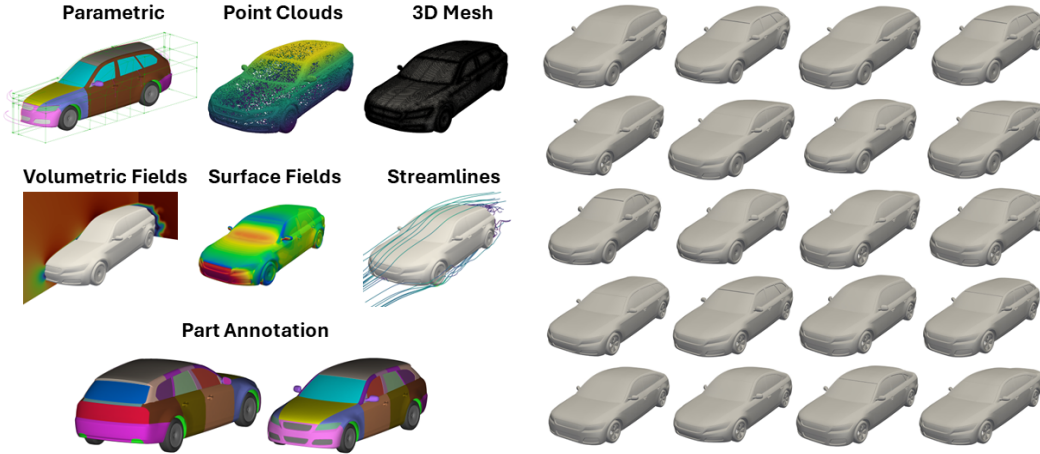 Parametric
Point Clouds
3D Mesh
Volumetric Fields
Surface Fields
Streamlines
Part Annotation